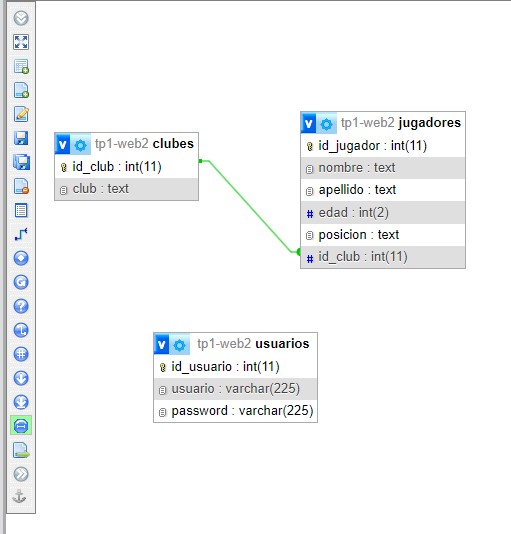 tp1-web2 clubes
id_club : int(11)
club : text
tp1-web2 jugadores
id_jugador : int(11)
nombre : text
apellido : text
# edad : int(2)
posicion : text
# id_club : int(11)
tp1-web2 usuarios
id_usuario : int(11)
usuario : varchar(225)
password : varchar(225)